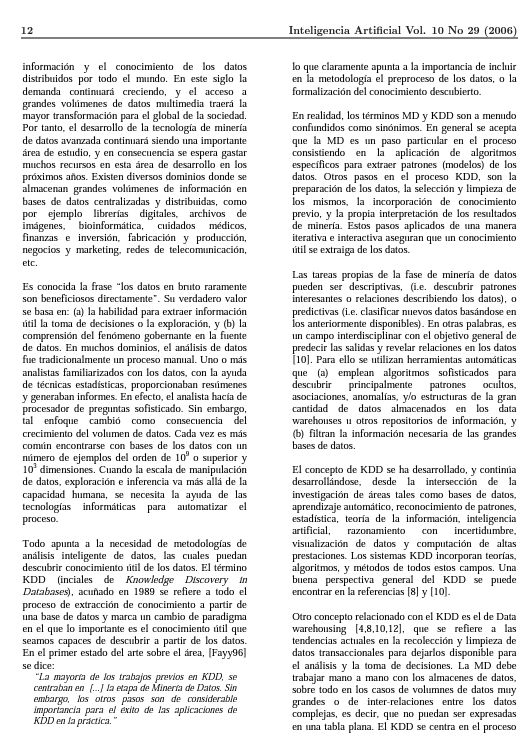 12
Inteligencia Artificial Vol. 10 No 29 (2006)
información y el conocimiento de los datos
distribuidos por todo el mundo. En este siglo la
demanda continuará creciendo, y el acceso a
grandes volúmenes de datos multimedia traerá la
mayor transformación para el global de la sociedad.
Por tanto, el desarrollo de la tecnología de minería
de datos avanzada continuará siendo una importante
área de estudio, y en consecuencia se espera gastar
muchos recursos en esta área de desarrollo en los
próximos años. Existen diversos dominios donde se
almacenan grandes volúmenes de información en
bases de datos centralizadas y distribuidas, como
por ejemplo librerías digitales, archivos de
imágenes, bioinformática, cuidados médicos,
finanzas e inversión, fabricación y producción,
negocios y marketing, redes de telecomunicación,
etc.
Es conocida la frase “los datos en bruto raramente
son beneficiosos directamente”. Su verdadero valor
se basa en: (a) la habilidad para extraer información
útil la toma de decisiones o la exploración, y (b) la
comprensión del fenómeno gobernante en la fuente
de datos. En muchos dominios, el análisis de datos
fue tradicionalmente un proceso manual. Uno o más
analistas familiarizados con los datos, con la ayuda
de técnicas estadísticas, proporcionaban resúmenes
y generaban informes. En efecto, el analista hacía de
procesador de preguntas sofisticado. Sin embargo,
tal enfoque cambió como consecuencia del
crecimiento del volumen de datos. Cada vez es más
común encontrarse con bases de los datos con un
número de ejemplos del orden de 10⁹ o superior y
10³ dimensiones. Cuando la escala de manipulación
de datos, exploración e inferencia va más allá de la
capacidad humana, se necesita la ayuda de las
tecnologías informáticas para automatizar el
proceso.
Todo apunta a la necesidad de metodologías de
análisis inteligente de datos, las cuales puedan
descubrir conocimiento útil de los datos. El término
KDD (iniciales de Knowledge Discovery in
Databases), acuñado en 1989 se refiere a todo el
proceso de extracción de conocimiento a partir de
una base de datos y marca un cambio de paradigma
en el que lo importante es el conocimiento útil que
seamos capaces de descubrir a partir de los datos.
En el primer estado del arte sobre el área, [Fayy96]
se dice:
“La mayoría de los trabajos previos en KDD, se
centraban en [...] la etapa de Minería de Datos. Sin
embargo, los otros pasos son de considerable
importancia para el éxito de las aplicaciones de
KDD en la práctica.”
lo que claramente apunta a la importancia de incluir
en la metodología el preproceso de los datos, o la
formalización del conocimiento descubierto.
En realidad, los términos MD y KDD son a menudo
confundidos como sinónimos. En general se acepta
que la MD es un paso particular en el proceso
consistiendo en la aplicación de algoritmos
específicos para extraer patrones (modelos) de los
datos. Otros pasos en el proceso KDD, son la
preparación de los datos, la selección y limpieza de
los mismos, la incorporación de conocimiento
previo, y la propia interpretación de los resultados
de minería. Estos pasos aplicados de una manera
iterativa e interactiva aseguran que un conocimiento
útil se extraiga de los datos.
Las tareas propias de la fase de minería de datos
pueden ser descriptivas, (i.e. descubrir patrones
interesantes o relaciones describiendo los datos), o
predictivas (i.e. clasificar nuevos datos basándose en
los anteriormente disponibles). En otras palabras, es
un campo interdisciplinar con el objetivo general de
predecir las salidas y revelar relaciones en los datos
[10]. Para ello se utilizan herramientas automáticas
que (a) emplean algoritmos sofisticados para
descubrir principalmente patrones ocultos,
asociaciones, anomalías, y/o estructuras de la gran
cantidad de datos almacenados en los data
warehouses u otros repositorios de información, y
(b) filtran la información necesaria de las grandes
bases de datos.
El concepto de KDD se ha desarrollado, y continúa
desarrollándose, desde la intersección de la
investigación de áreas tales como bases de datos,
aprendizaje automático, reconocimiento de patrones,
estadística, teoría de la información, inteligencia
artificial, razonamiento con incertidumbre,
visualización de datos y computación de altas
prestaciones. Los sistemas KDD incorporan teorías,
algoritmos, y métodos de todos estos campos. Una
buena perspectiva general del KDD se puede
encontrar en la referencias [8] y [10].
Otro concepto relacionado con el KDD es el de Data
warehousing [4,8,10,12], que se refiere a las
tendencias actuales en la recolección y limpieza de
datos transaccionales para dejarlos disponible para
el análisis y la toma de decisiones. La MD debe
trabajar mano a mano con los almacenes de datos,
sobre todo en los casos de volumnes de datos muy
grandes o de inter-relaciones entre los datos
complejas, es decir, que no puedan ser expresadas
en una tabla plana. El KDD se centra en el proceso